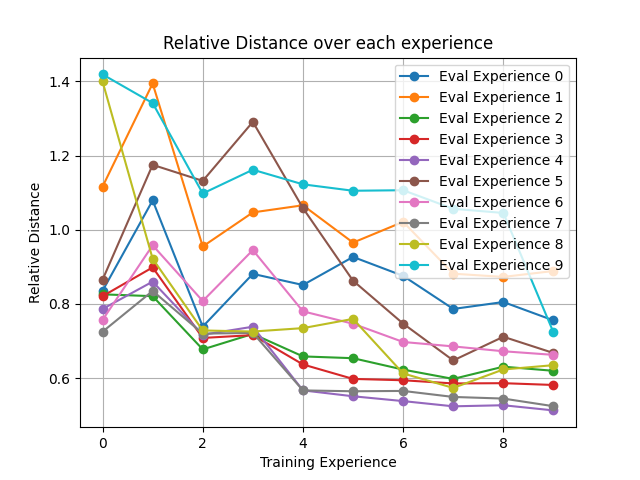 Relative Distance over each experience
Eval Experience 0
Eval Experience 1
Eval Experience 2
Eval Experience 3
Eval Experience 4
Eval Experience 5
Eval Experience 6
Eval Experience 7
Eval Experience 8
Eval Experience 9
1.4
1.2
1.0
0.8
0.6
Relative Distance
0 2 4 6 8
Training Experience